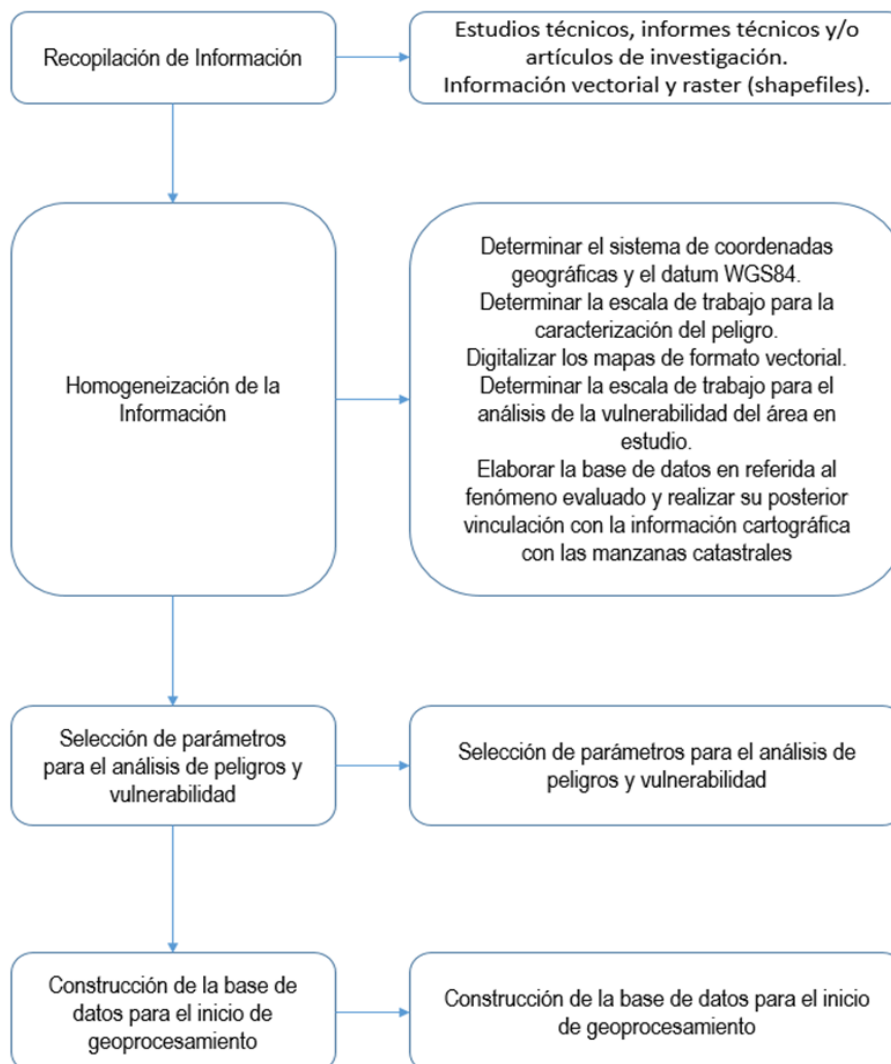 Recopilación de Información
Estudios técnicos, informes técnicos y/o
artículos de investigación.
Información vectorial y raster (shapefiles).
Homogeneización de la
Información
Determinar el sistema de coordenadas
geográficas y el datum WGS84.
Determinar la escala de trabajo para la
caracterización del peligro.
Digitalizar los mapas de formato vectorial.
Determinar la escala de trabajo para el
análisis de la vulnerabilidad del área en
estudio.
Elaborar la base de datos en referida al
fenómeno evaluado y realizar su posterior
vinculación con la información cartográfica
con las manzanas catastrales
Selección de parámetros
para el análisis de peligros y
vulnerabilidad
Selección de parámetros para el análisis de
peligros y vulnerabilidad
Construcción de la base de
datos para el inicio de
geoprocesamiento
Construcción de la base de datos para el inicio
de geoprocesamiento